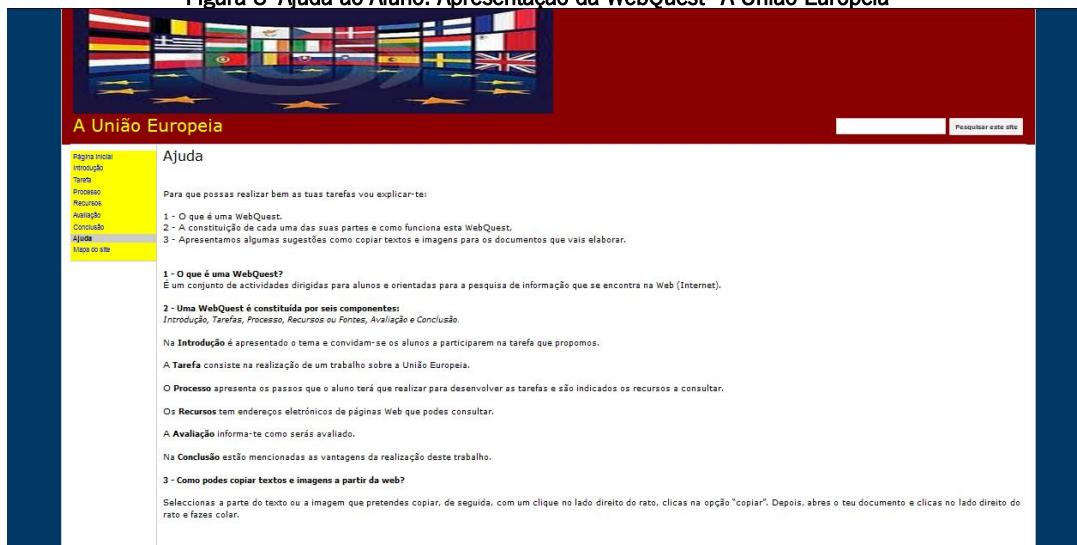 Figura 8- Ajuda ao Aluno: Apresentação da WebQuest "A União Europeia"
A União Europeia
Pesquisar este site
Página inicial
Introdução
Tarefa
Processo
Recursos
Avaliação
Conclusão
Ajuda
Mapa do site
Ajuda
Para que possas realizar bem as tuas tarefas vou explicar-te:
1 - O que é uma WebQuest.
2 - A constituição de cada uma das suas partes e como funciona esta WebQuest,
3 - Apresentamos algumas sugestões como copiar textos e imagens para os documentos que vais elaborar.
1 - O que é uma WebQuest?
É um conjunto de actividades dirigidas para alunos e orientadas para a pesquisa de informação que se encontra na Web (Internet).
2 - Uma WebQuest é constituída por seis componentes:
Introdução, Tarefas, Processo, Recursos ou Fontes, Avaliação e Conclusão.
Na Introdução é apresentado o tema e convidam-se os alunos a participarem na tarefa que propomos.
A Tarefa consiste na realização de um trabalho sobre a União Europeia.
O Processo apresenta os passos que o aluno terá que realizar para desenvolver as tarefas e são indicados os recursos a consultar.
Os Recursos tem endereços eletrónicos de páginas Web que podes consultar.
A Avaliação informa-te como serás avaliado.
Na Conclusão estão mencionadas as vantagens da realização deste trabalho.
3 - Como podes copiar textos e imagens a partir da web?
Seleccionas a parte do texto ou a imagem que pretendes copiar, de seguida, com um clique no lado direito do rato, clicas na opção "copiar". Depois, abres o teu documento e clicas no lado direito do
rato e fazes colar.